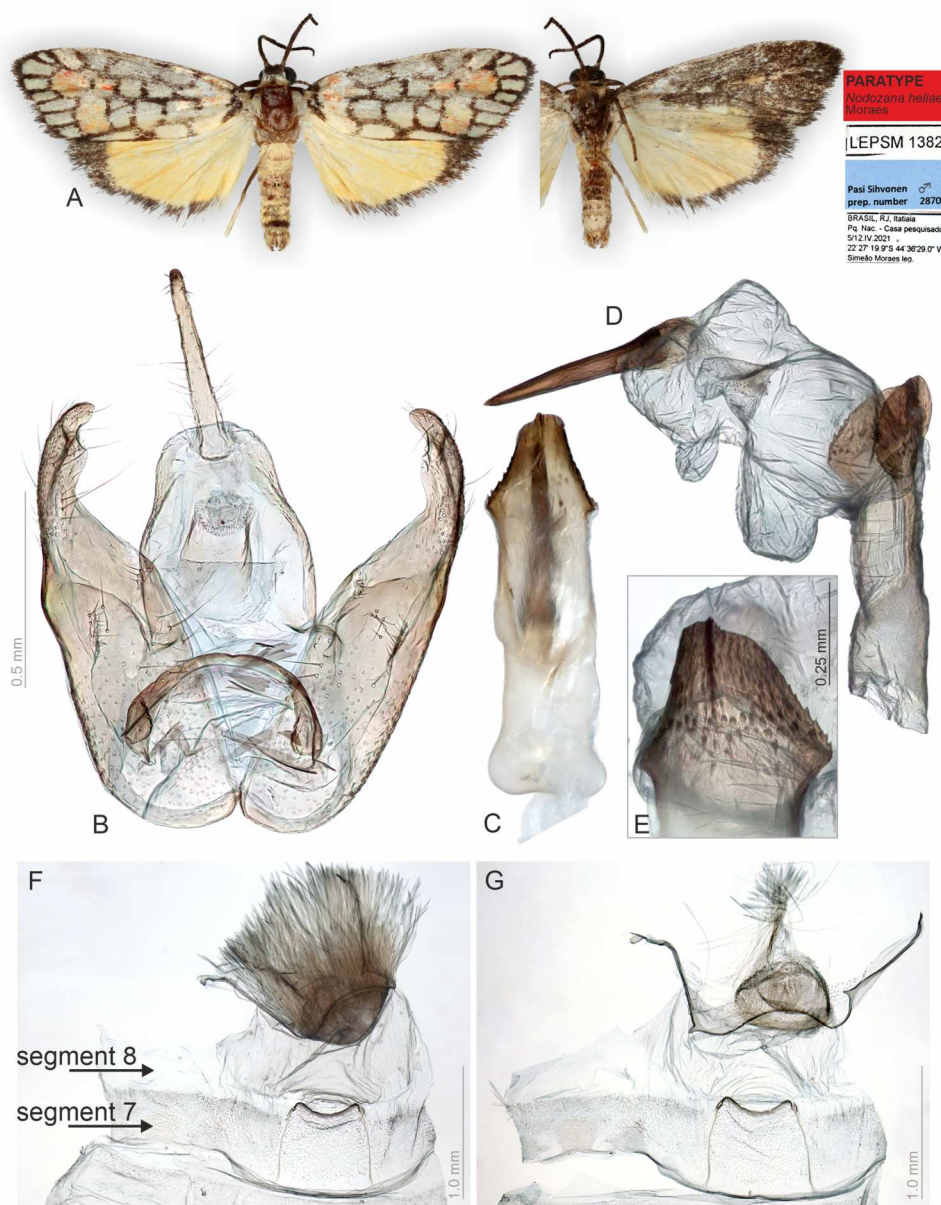 PARATYPE
Nodozana heliae
Moraes
LEPSM 1382
Pasi Sihvonen ♂
prep. number 2870
BRASIL, RJ, Itatiaia
Pq. Nac. - Casa pesquisado
5/12.IV.2021
22°27'19.9"S 44°36'29.0" W
Simeão Moraes leg.
A
D
0.5 mm
B
C
0.25 mm
E
F
segment 8
segment 7
1.0 mm
G
1.0 mm